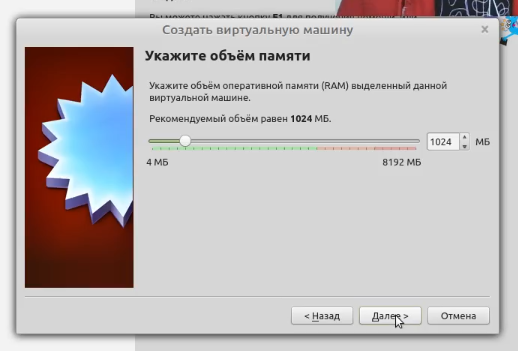 Вы можете нажать кнопку F1 для получения
Создать виртуальную машину
Укажите объём памяти
Укажите объём оперативной памяти (RAM) выделенный данной
виртуальной машине.
Рекомендуемый объём равен 1024 МБ.
1024 МБ
4 МБ 8192 МБ
< Назад Далее > Отмена